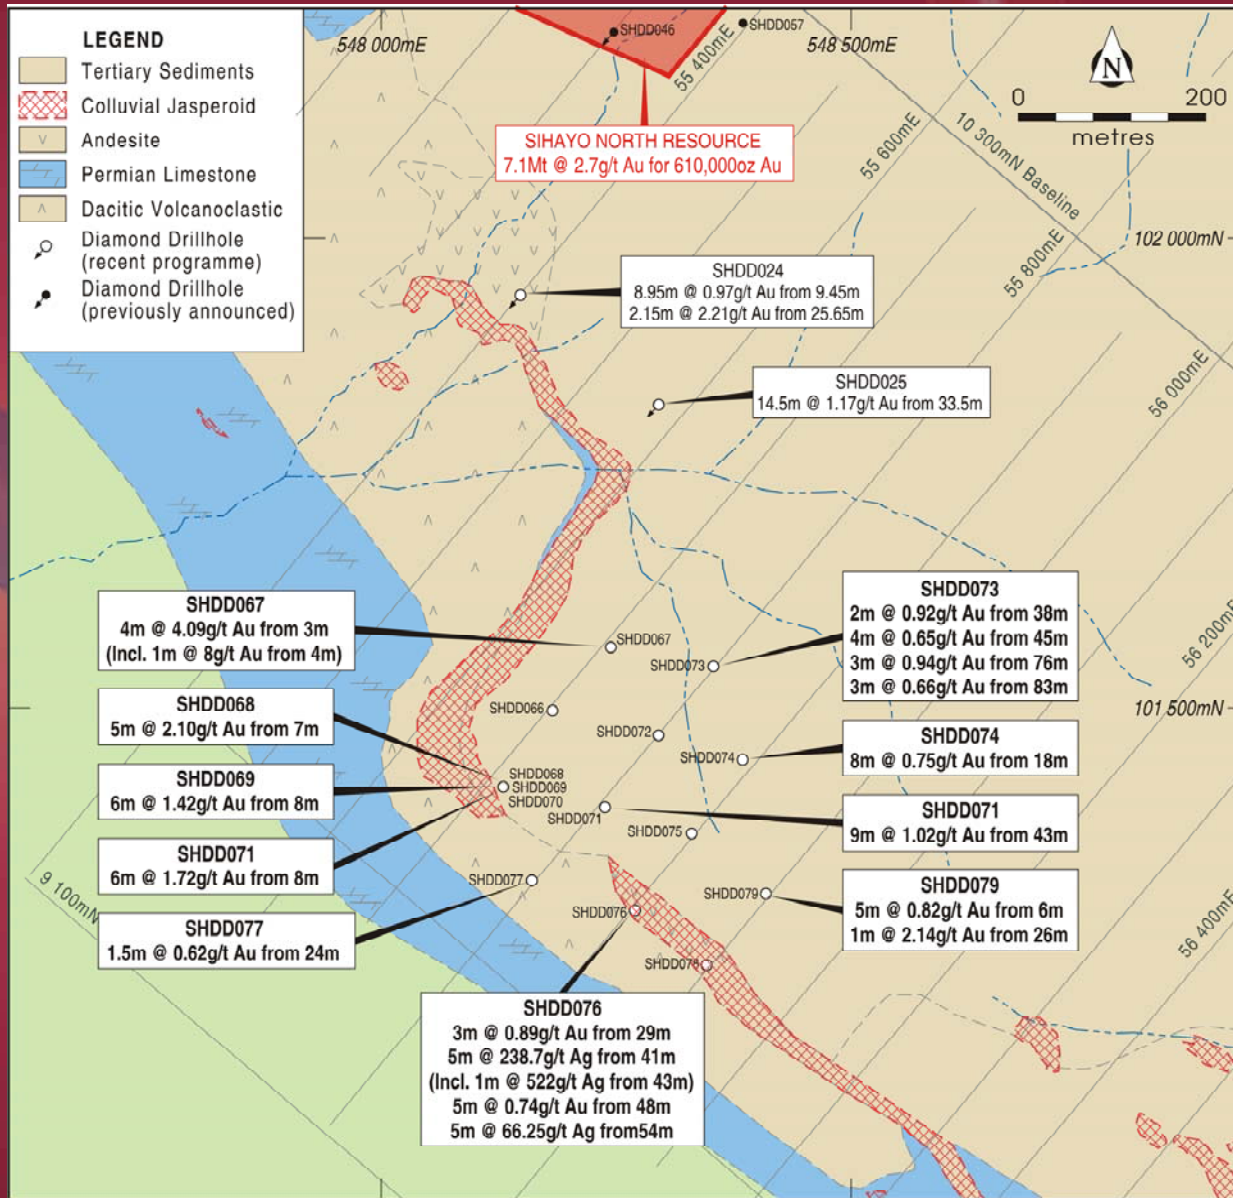 LEGEND
Tertiary Sediments
Colluvial Jasperoid
Andesite
Permian Limestone
Dacitic Volcanoclastic
Diamond Drillhole
(recent programme)
Diamond Drillhole
(previously announced)
548 000mE
SHDD046
SHDD057
55 400mE
548 500mE
N
0 200
metres
SIHAYO NORTH RESOURCE
7.1Mt @ 2.7g/t Au for 610,000oz Au
55 600mE
10 300mN Baseline
102 000mN
55 800mE
SHDD024
8.95m @ 0.97g/t Au from 9.45m
2.15m @ 2.21g/t Au from 25.65m
SHDD025
14.5m @ 1.17g/t Au from 33.5m
56 000mE
SHDD067
4m @ 4.09g/t Au from 3m
(Incl. 1m @ 8g/t Au from 4m)
SHDD067
SHDD073
SHDD073
2m @ 0.92g/t Au from 38m
4m @ 0.65g/t Au from 45m
3m @ 0.94g/t Au from 76m
3m @ 0.66g/t Au from 83m
56 200mE
SHDD068
5m @ 2.10g/t Au from 7m
SHDD066
SHDD072
101 500mN
SHDD074
SHDD074
8m @ 0.75g/t Au from 18m
SHDD069
6m @ 1.42g/t Au from 8m
SHDD068
SHDD069
SHDD070
SHDD071
SHDD071
9m @ 1.02g/t Au from 43m
SHDD075
SHDD071
6m @ 1.72g/t Au from 8m
9 100mN
SHDD077
SHDD079
SHDD079
5m @ 0.82g/t Au from 6m
1m @ 2.14g/t Au from 26m
SHDD077
1.5m @ 0.62g/t Au from 24m
SHDD076
56 400mE
SHDD078
SHDD076
3m @ 0.89g/t Au from 29m
5m @ 238.7g/t Ag from 41m
(Incl. 1m @ 522g/t Ag from 43m)
5m @ 0.74g/t Au from 48m
5m @ 66.25g/t Ag from54m